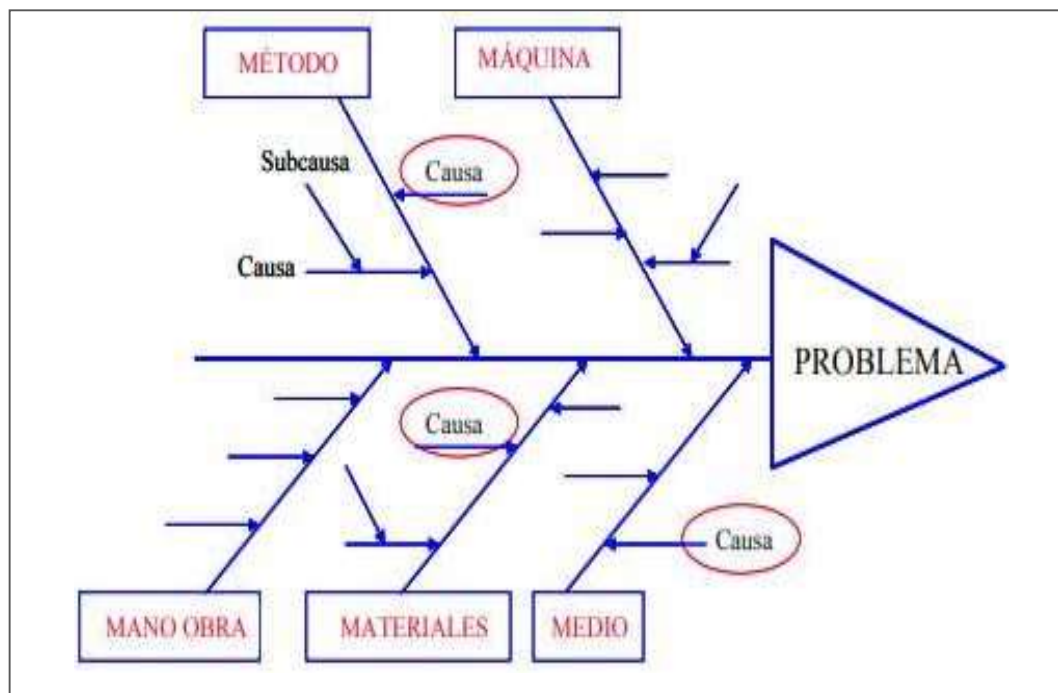 MÉTODO
MÁQUINA
Subcausa
Causa
Causa
PROBLEMA
Causa
Causa
MANO OBRA
MATERIALES
MEDIO